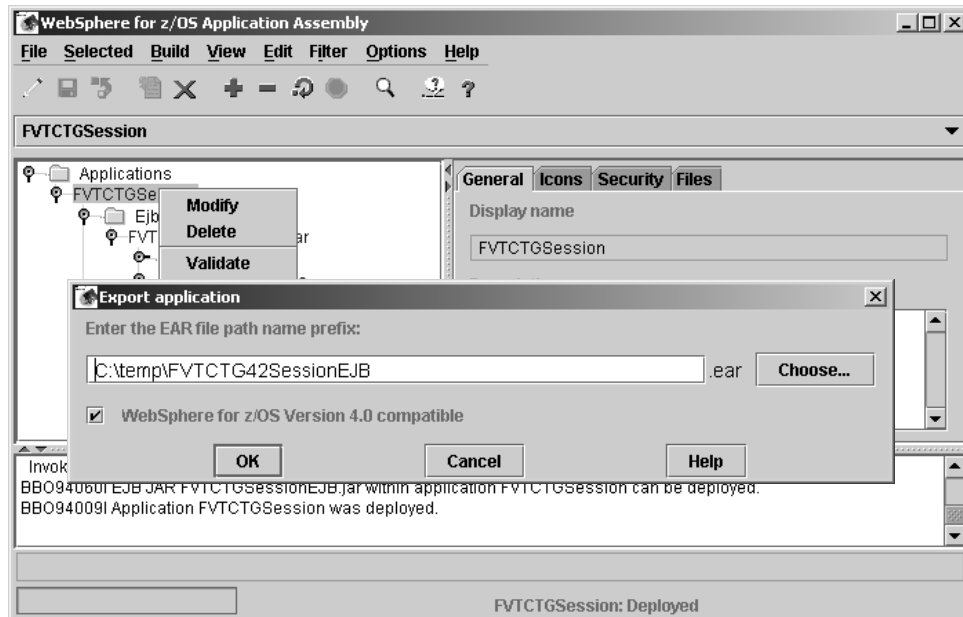 WebSphere for z/OS Application Assembly
File Selected Build View Edit Filter Options Help
FVTCTGSession
Applications
FVTCTGSe
Ejb
FVT ar
Modify
Delete
Validate
General Icons Security Files
Display name
FVTCTGSession
Export application
Enter the EAR file path name prefix:
C:\temp\FVTCTG42SessionEJB .ear Choose...
WebSphere for z/OS Version 4.0 compatible
OK Cancel Help
Invok
BBO94060I EJB JAR FVTCTGSessionEJB.jar within application FVTCTGSession can be deployed.
BBO94009I Application FVTCTGSession was deployed.
FVTCTGSession: Deployed